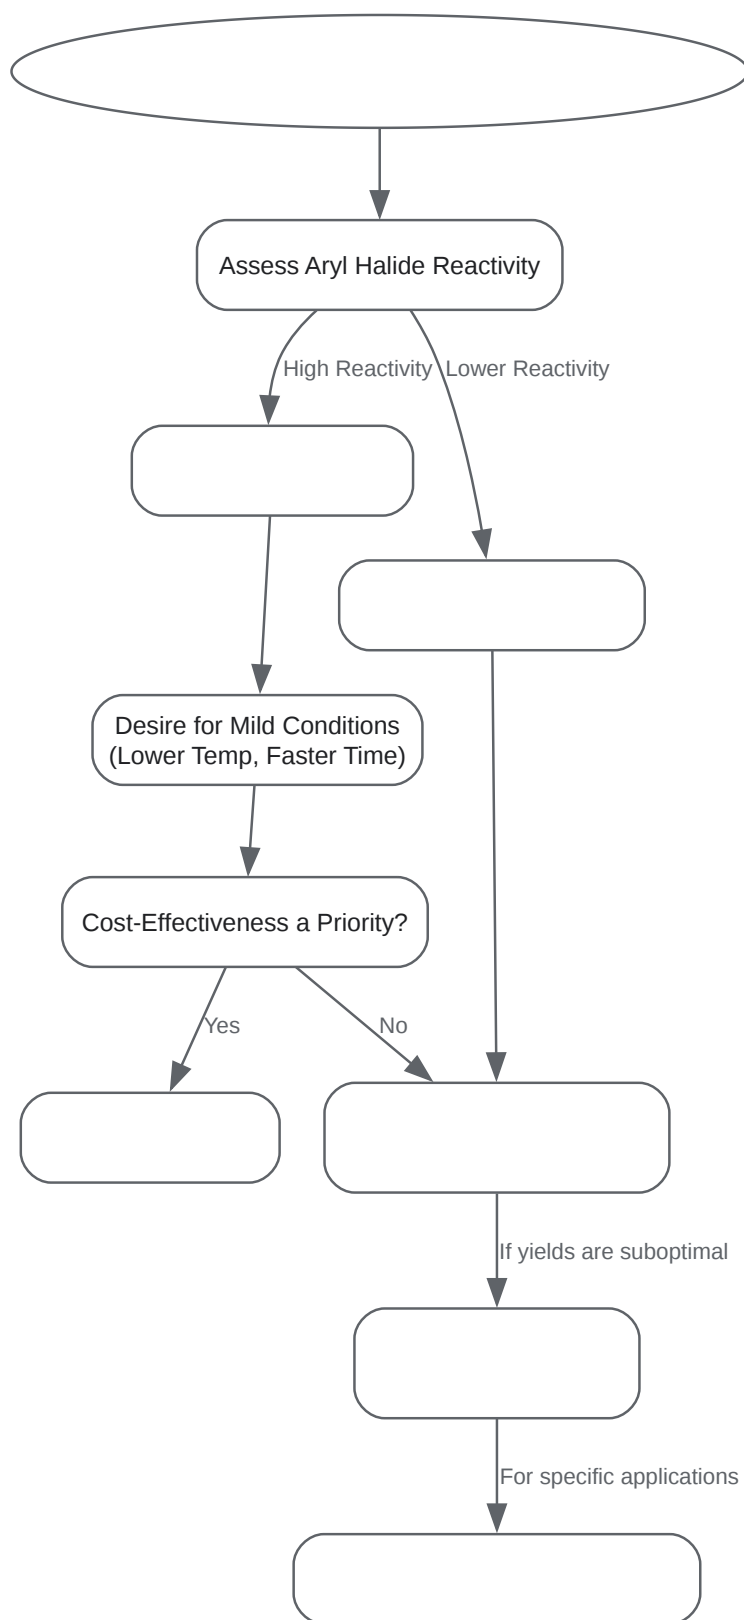 Assess Aryl Halide Reactivity
High Reactivity
Lower Reactivity
Desire for Mild Conditions
(Lower Temp, Faster Time)
Cost-Effectiveness a Priority?
Yes
No
If yields are suboptimal
For specific applications